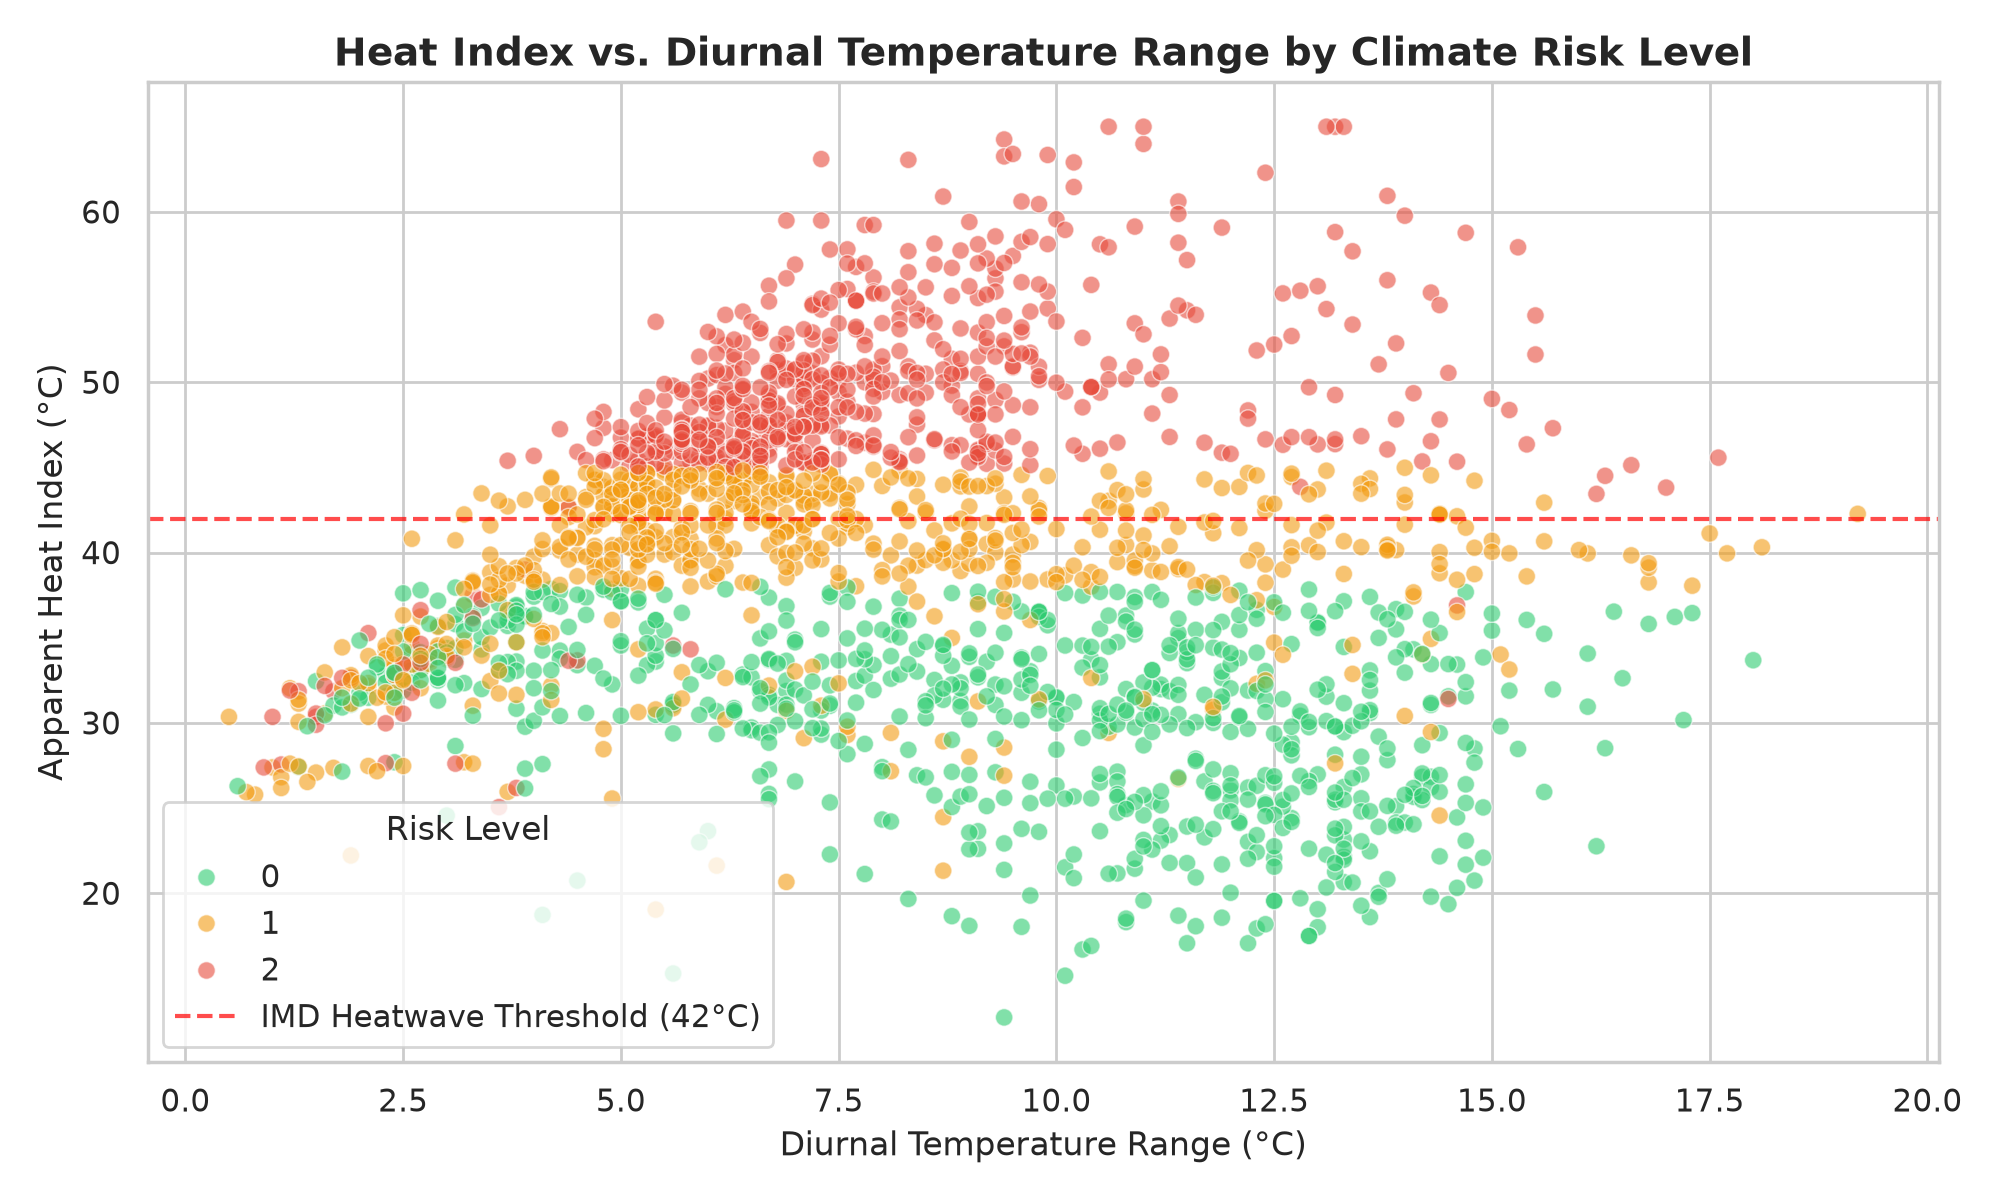 Heat Index vs. Diurnal Temperature Range by Climate Risk Level
Apparent Heat Index (°C)
60
50
40
30
20
Risk Level
0
1
2
IMD Heatwave Threshold (42°C)
0.0 2.5 5.0 7.5 10.0 12.5 15.0 17.5 20.0
Diurnal Temperature Range (°C)